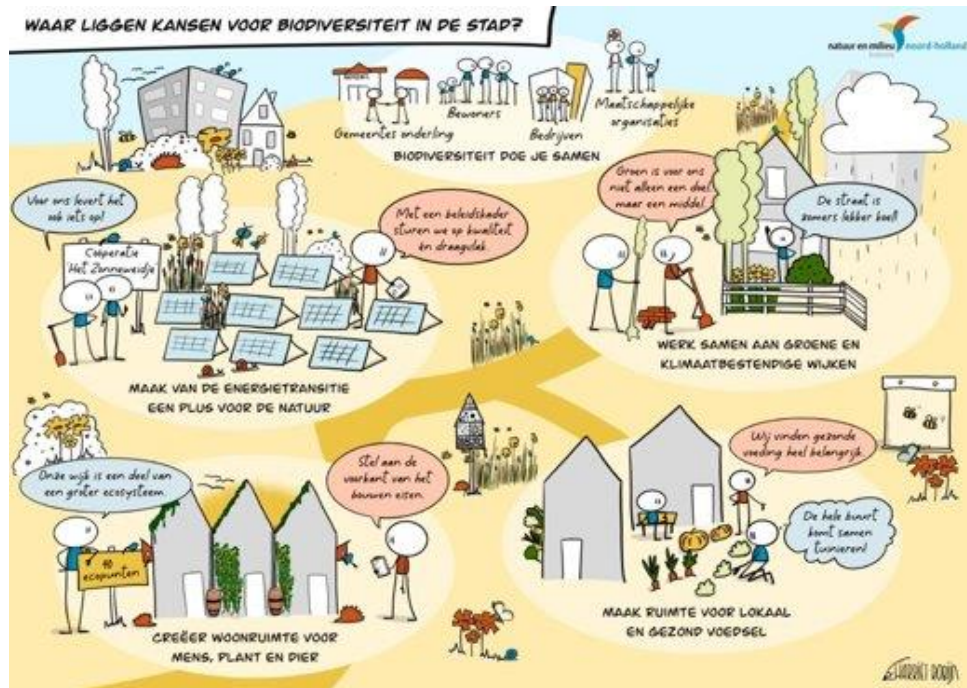 WAAR LIGGEN KANSEN VOOR BIODIVERSITEIT IN DE STAD?
natuur en milieu noord-holland
Gemeentes onderling
Bewoners
Bedrijven
Maatschappelijke
organisaties
BIODIVERSITEIT DOE JE SAMEN
Voor ons levert het
ook iets op!
Coöperatie
Het Zonneweidje
Met een beleidskader
sturen we op kwaliteit
én draagvlak
MAAK VAN DE ENERGIETRANSITIE
EEN PLUS VOOR DE NATUUR
Groen is voor ons
niet alleen een doel
maar een middel
De straat is
zomers lekker koel!
WERK SAMEN AAN GROENE EN
KLIMAATBESTENDIGE WIJKEN
Onze wijk is een deel van
een groter ecosysteem.
40
ecopunten
Stel aan de
voorkant van het
bouwen eisen.
CREËER WOONRUIMTE VOOR
MENS, PLANT EN DIER
Wij vinden gezonde
voeding heel belangrijk.
De hele buurt
komt samen
tuinieren!
MAAK RUIMTE VOOR LOKAAL
EN GEZOND VOEDSEL